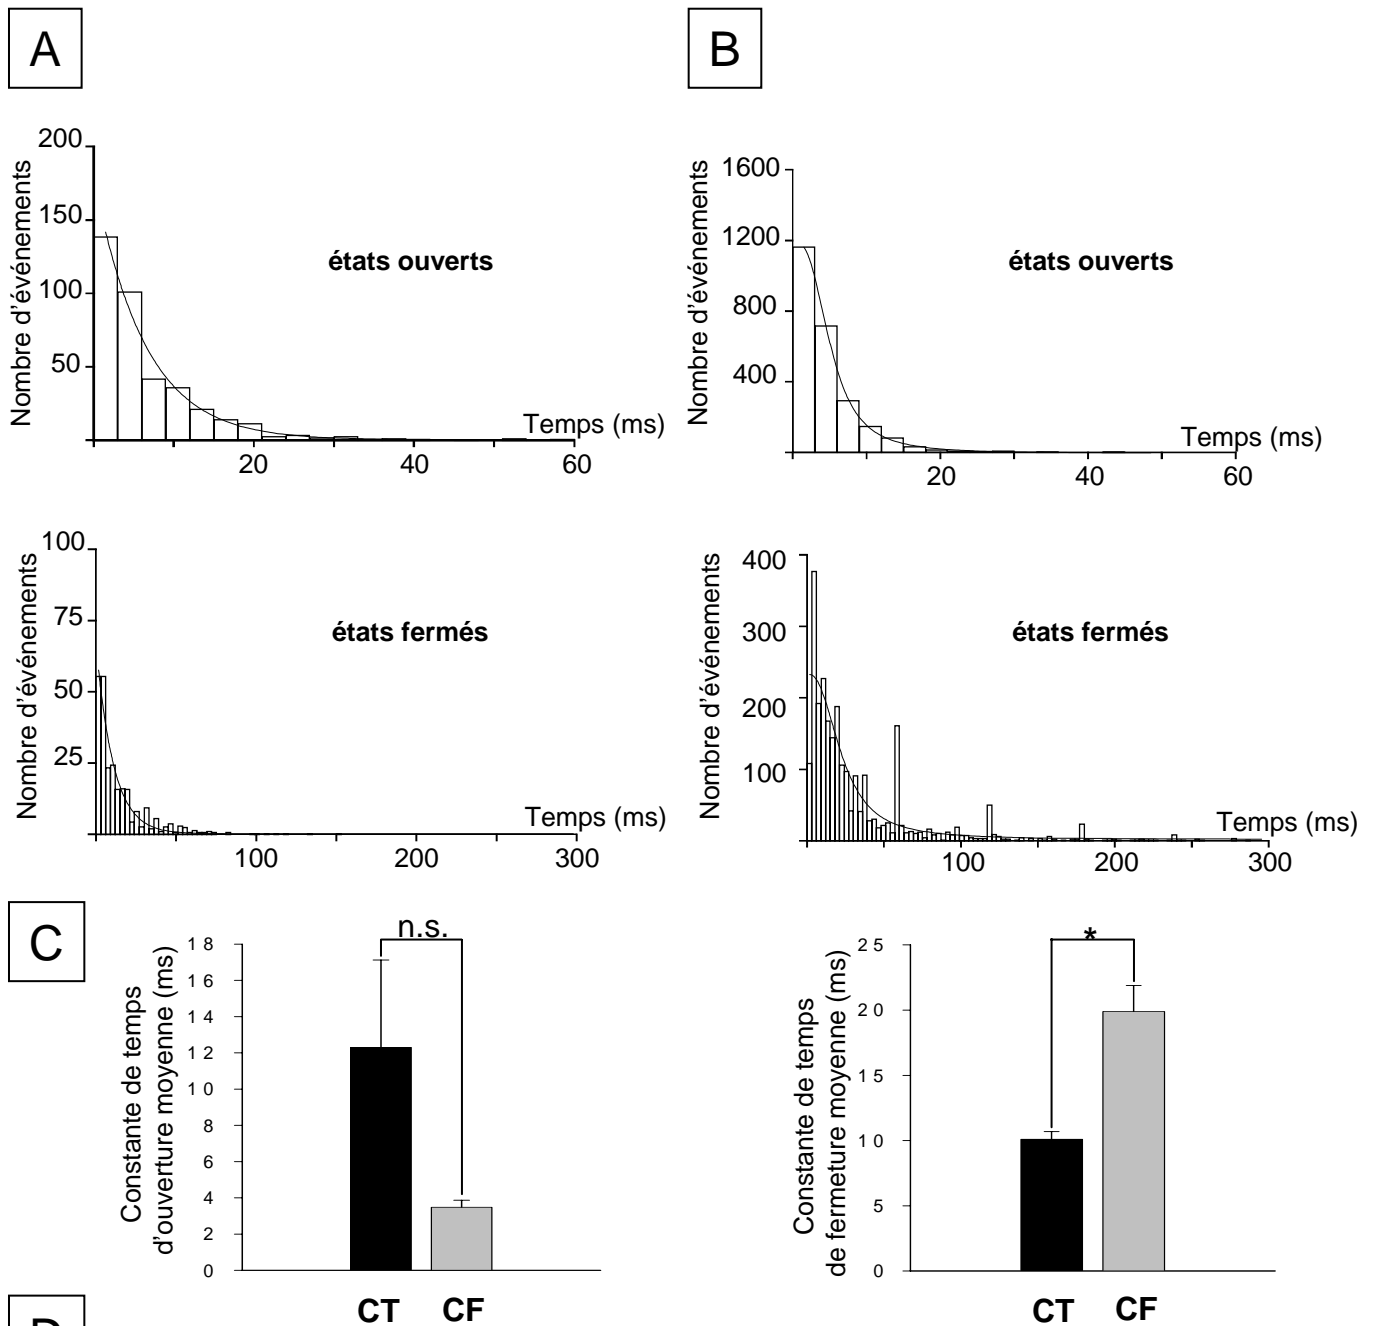 A
B
200
150
100
50
Nombre d'événements
états ouverts
Temps (ms)
20
40
60
1600
1200
800
400
Nombre d'événements
états ouverts
Temps (ms)
20
40
60
100
75
50
25
Nombre d'événements
états fermés
Temps (ms)
100
200
300
400
300
200
100
Nombre d'événements
états fermés
Temps (ms)
100
200
300
C
n.s.
18
16
14
12
10
8
6
4
2
0
Constante de temps
d'ouverture moyenne (ms)
CT
CF
*
25
20
15
10
5
0
Constante de temps
de fermeture moyenne (ms)
CT
CF